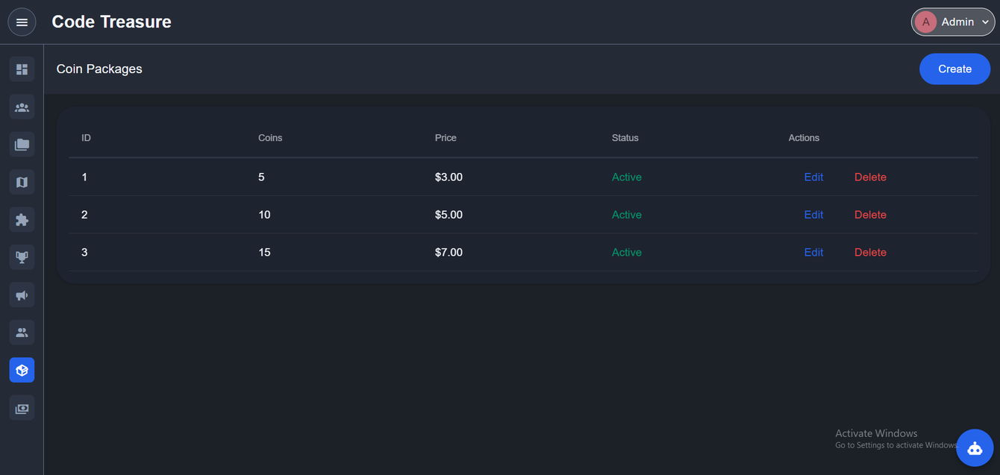 Code Treasure
A Admin
Coin Packages
Create
ID Coins Price Status Actions
1 5 $3.00 Active Edit Delete
2 10 $5.00 Active Edit Delete
3 15 $7.00 Active Edit Delete
Activate Windows
Go to Settings to activate Windows.